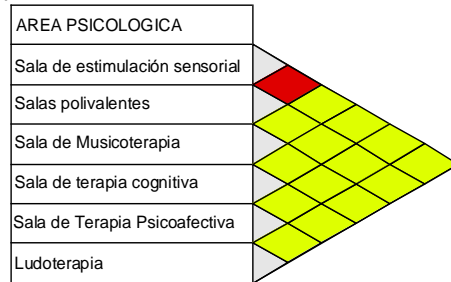 AREA PSICOLOGICA
Sala de estimulación sensorial
Salas polivalentes
Sala de Musicoterapia
Sala de terapia cognitiva
Sala de Terapia Psicoafectiva
Ludoterapia